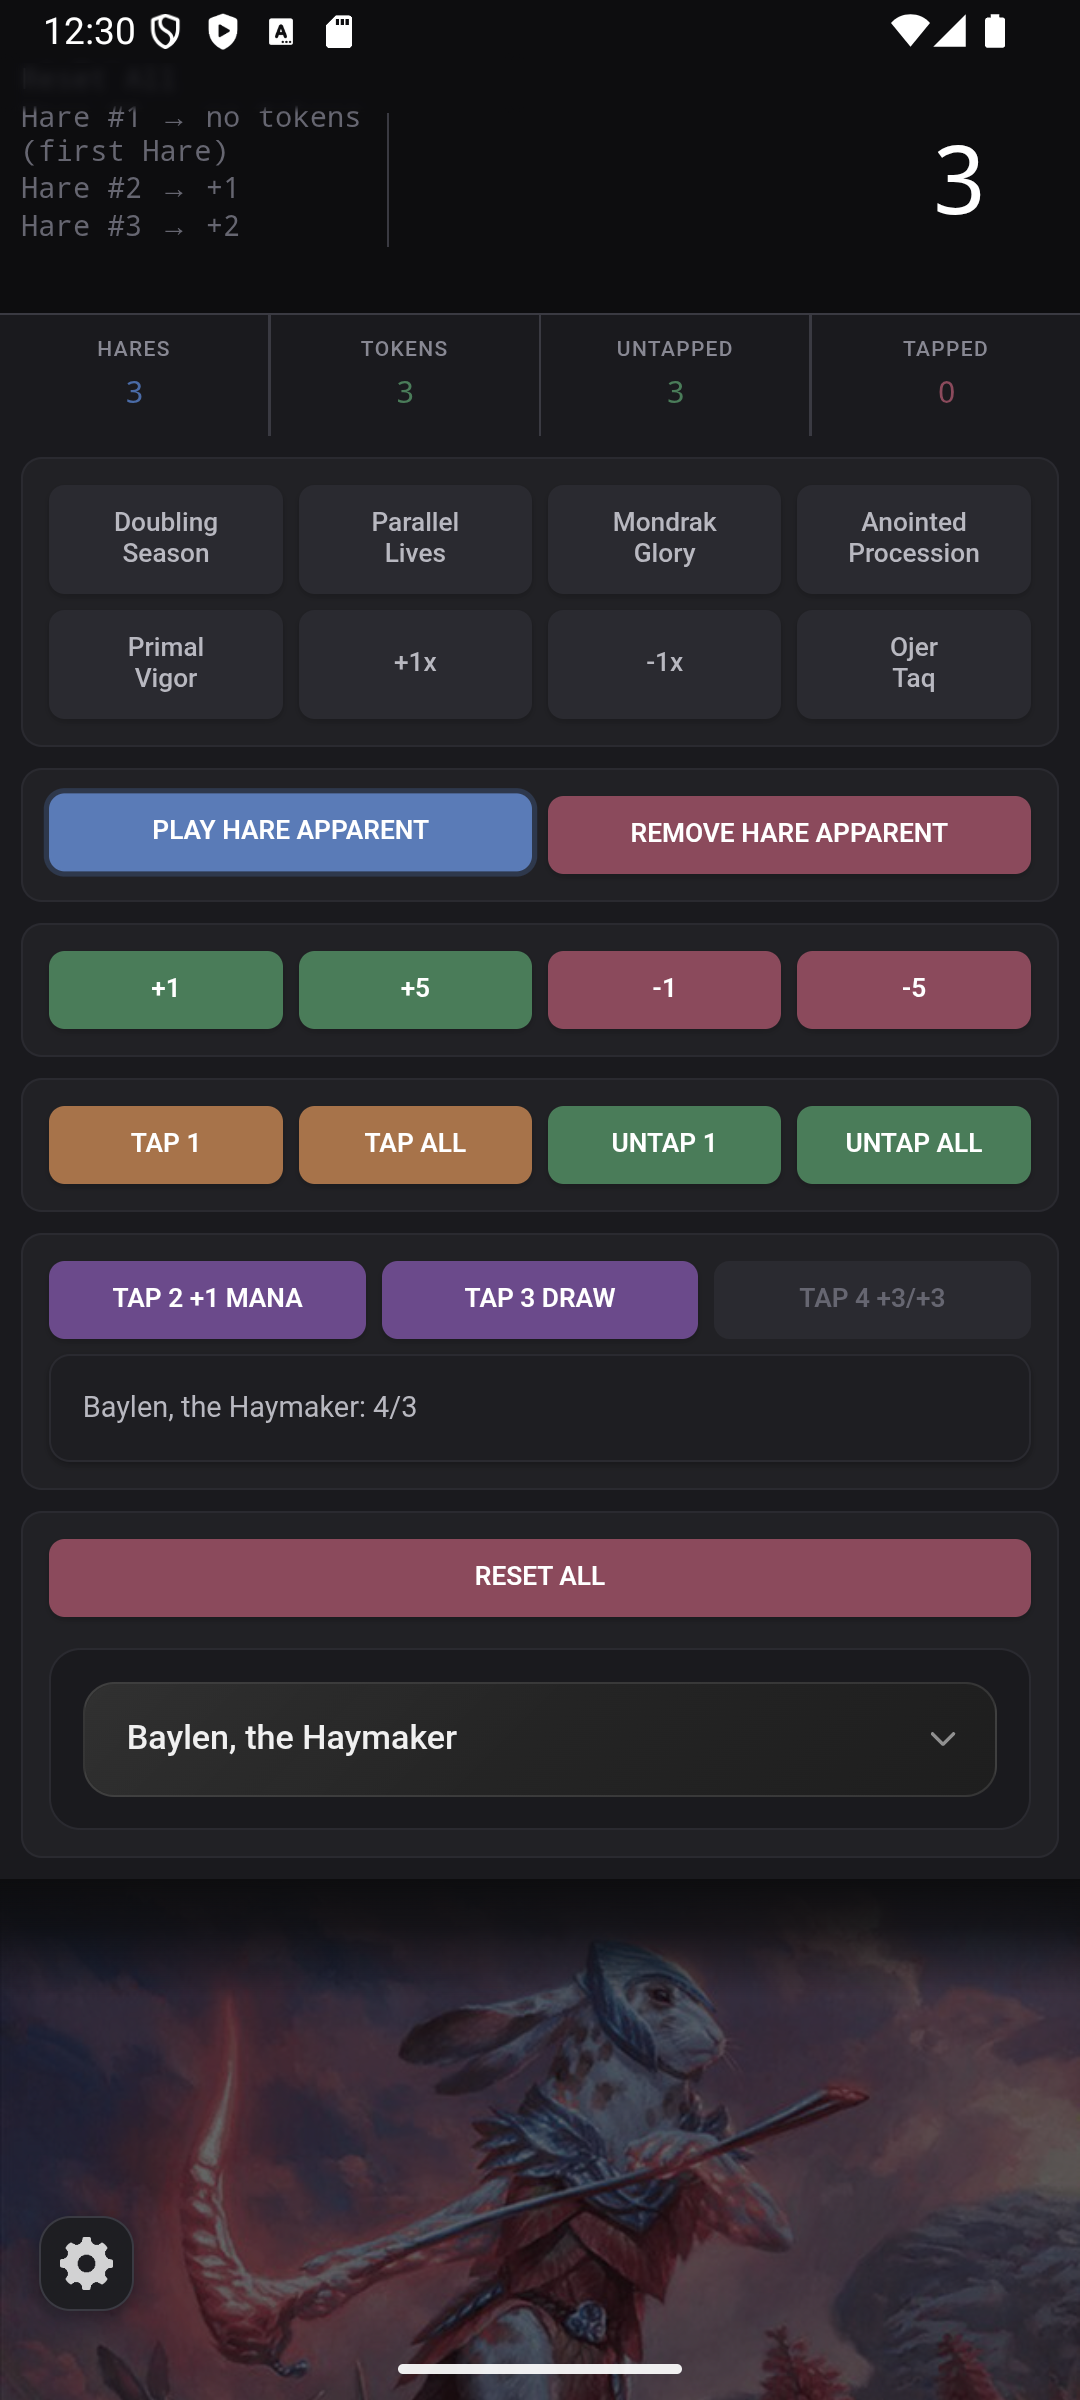 12:30
Reset All
Hare #1 → no tokens
(first Hare)
Hare #2 → +1
Hare #3 → +2
3
HARES TOKENS UNTAPPED TAPPED
3 3 3 0
Doubling Season
Parallel Lives
Mondrak Glory
Anointed Procession
Primal Vigor
+1x
-1x
Ojer Taq
PLAY HARE APPARENT
REMOVE HARE APPARENT
+1 +5 -1 -5
TAP 1 TAP ALL UNTAP 1 UNTAP ALL
TAP 2 +1 MANA TAP 3 DRAW TAP 4 +3/+3
Baylen, the Haymaker: 4/3
RESET ALL
Baylen, the Haymaker